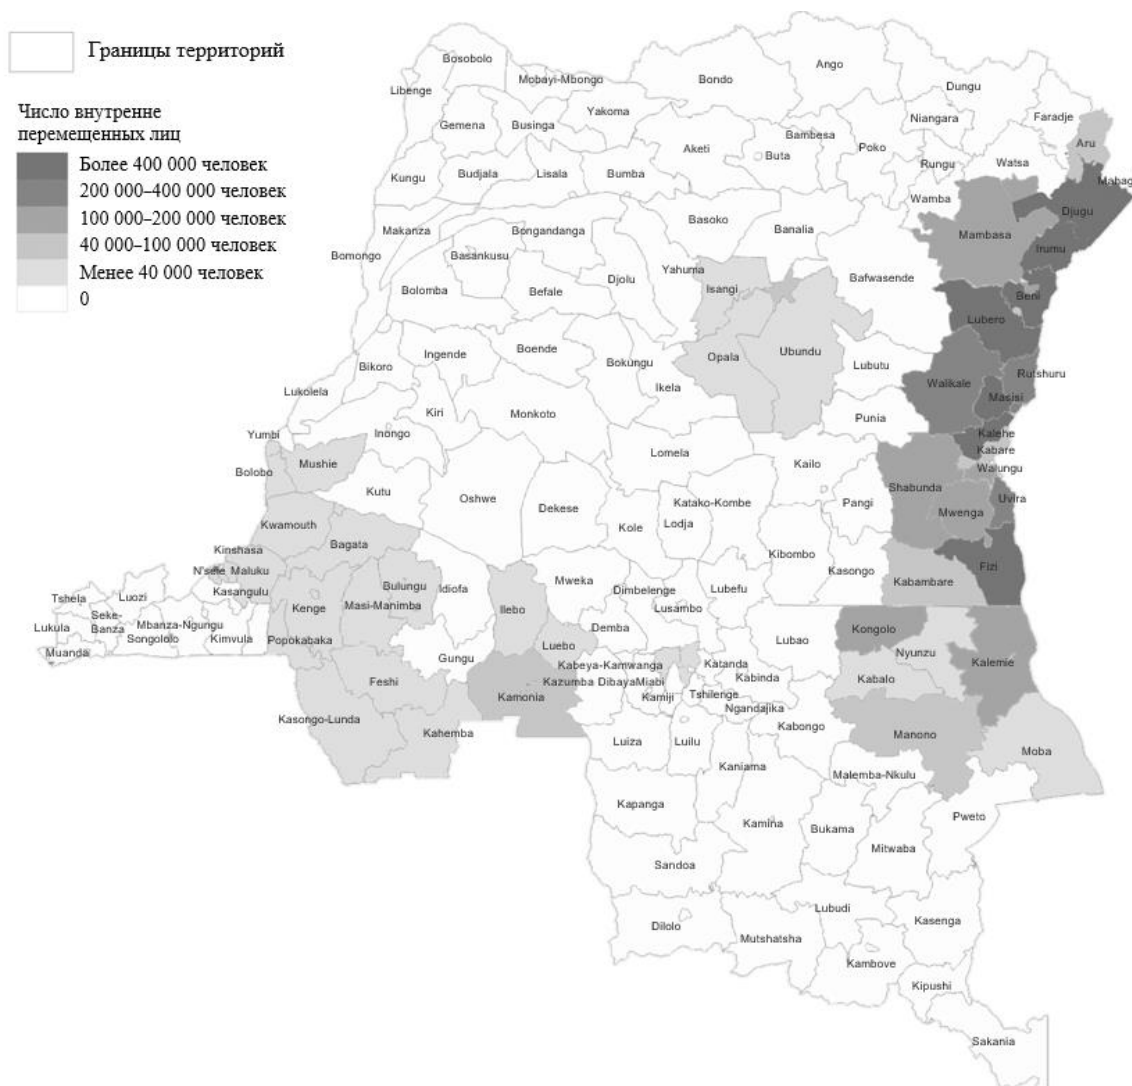 Границы территорий
Число внутренне
перемещенных лиц
Более 400 000 человек
200 000–400 000 человек
100 000–200 000 человек
40 000–100 000 человек
Менее 40 000 человек
0
Bosobolo
Mobayi-Mbongo
Libenge
Gemena
Businga
Yakoma
Bondo
Ango
Dungu
Niangara
Faradje
Aru
Bambesa
Aketi
Buta
Poko
Rungu
Watsa
Mahag
Kungu
Budjala
Lisala
Bumba
Wamba
Djugu
Makanza
Bongandanga
Basoko
Banalia
Mambasa
Irumu
Bomongo
Basankusu
Yahuma
Isangi
Bafwasende
Bolomba
Befale
Djolu
Beni
Lubero
Ingende
Boende
Bokungu
Opala
Ubundu
Lubutu
Bikoro
Rutshuru
Walikale
Masisi
Lukolela
Kiri
Monkoto
Ikela
Punia
Yumbi
Inongo
Kalehe
Kabare
Bolobo
Mushie
Lomela
Kailo
Walungu
Kutu
Oshwe
Dekese
Katako-Kombe
Pangi
Shabunda
Uvira
Kole
Lodja
Mwenga
Kwamouth
Bagata
Kibombo
Kinshasa
Kasongo
Fizi
N'sele
Maluku
Kabambare
Kasangulu
Bulungu
Idiofa
Mweka
Dimbelenge
Lubefu
Tshela
Luozi
Kenge
Masi-Manimba
Ilebo
Lusambo
Lukula
Seke-
Banza
Mbanza-Ngungu
Songololo
Kimvula
Popokabaka
Demba
Lubao
Kongolo
Muanda
Gungu
Luebo
Nyunzu
Kalemie
Kabeya-Kamwanga
Katanda
Feshi
Kamonia
Kazumba
Dibaya
Miabi
Kabinda
Kabalo
Kamiji
Tshilenge
Ngandajika
Kasongo-Lunda
Kahemba
Kabongo
Manono
Moba
Luiza
Luilu
Kaniama
Malemba-Nkulu
Kapanga
Kamina
Bukama
Pweto
Mitwaba
Sandoa
Dilolo
Lubudi
Kasenga
Mutshatsha
Kambove
Kipushi
Sakania